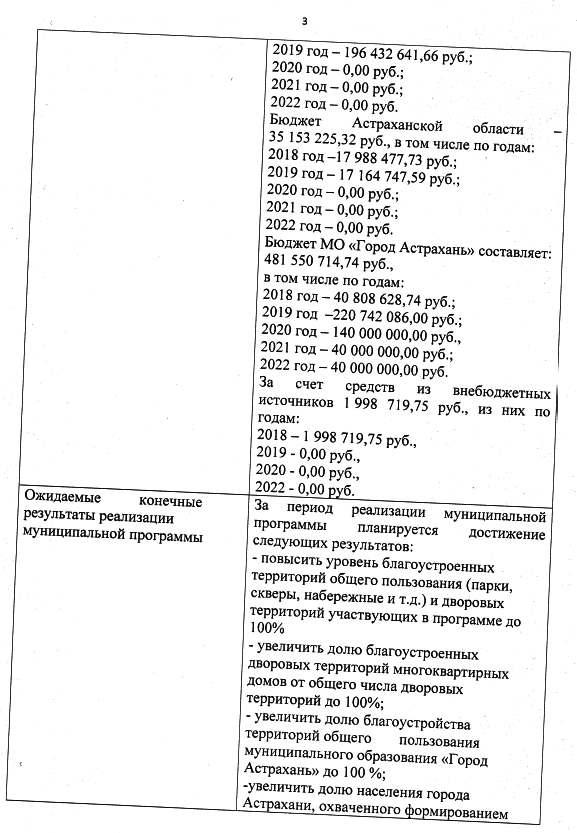 3
2019 год – 196 432 641,66 руб.;
2020 год – 0,00 руб.;
2021 год – 0,00 руб.;
2022 год – 0,00 руб.
Бюджет Астраханской области –
35 153 225,32 руб., в том числе по годам:
2018 год –17 988 477,73 руб.;
2019 год – 17 164 747,59 руб.;
2020 год – 0,00 руб.;
2021 год – 0,00 руб.;
2022 год – 0,00 руб.
Бюджет МО «Город Астрахань» составляет:
481 550 714,74 руб.,
в том числе по годам:
2018 год – 40 808 628,74 руб.;
2019 год –220 742 086,00 руб.;
2020 год – 140 000 000,00 руб.,
2021 год – 40 000 000,00 руб.;
2022 год – 40 000 000,00 руб.
За счет средств из внебюджетных
источников 1 998 719,75 руб., из них по
годам:
2018 – 1 998 719,75 руб.,
2019 - 0,00 руб.,
2020 - 0,00 руб.,
2022 - 0,00 руб.
Ожидаемые конечные
результаты реализации
муниципальной программы
За период реализации муниципальной
программы планируется достижение
следующих результатов:
- повысить уровень благоустроенных
территорий общего пользования (парки,
скверы, набережные и т.д.) и дворовых
территорий участвующих в программе до
100%
- увеличить долю благоустроенных
дворовых территорий многоквартирных
домов от общего числа дворовых
территорий до 100%;
- увеличить долю благоустройства
территорий общего пользования
муниципального образования «Город
Астрахань» до 100 %;
-увеличить долю населения города
Астрахани, охваченного формированием